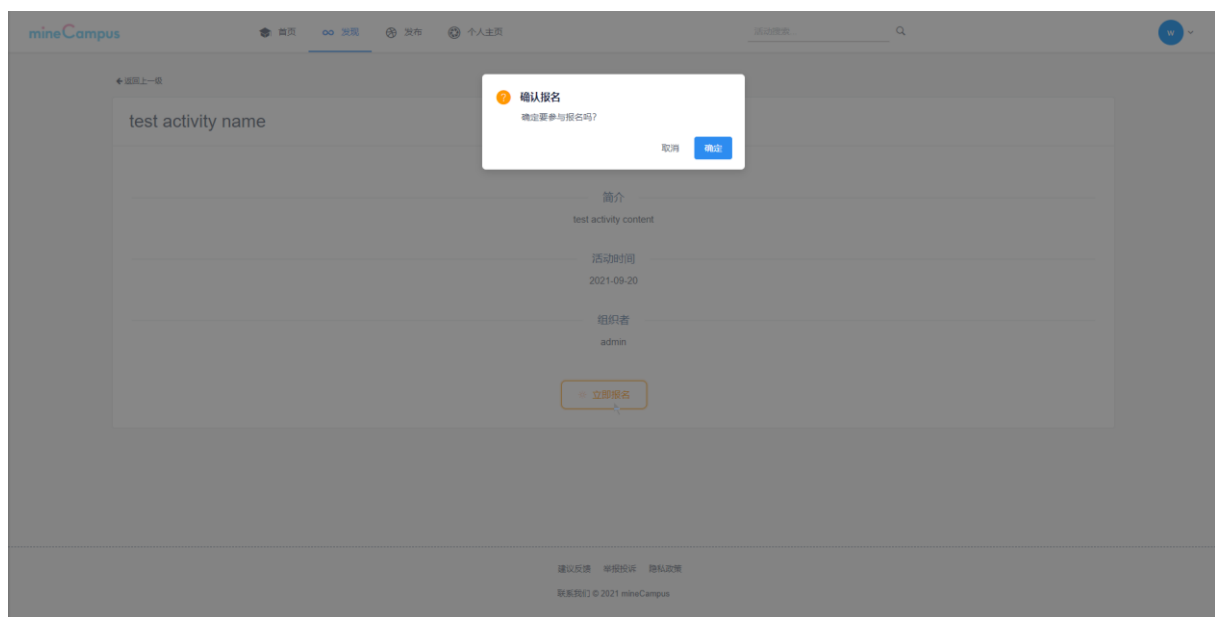 mineCampus 首页 发现 发布 个人主页 活动搜索... w
返回上一级
确认报名
确定要参与报名吗?
取消 确定
test activity name
简介
test activity content
活动时间
2021-09-20
组织者
admin
立即报名
建议反馈 举报投诉 隐私政策
联系我们 © 2021 mineCampus